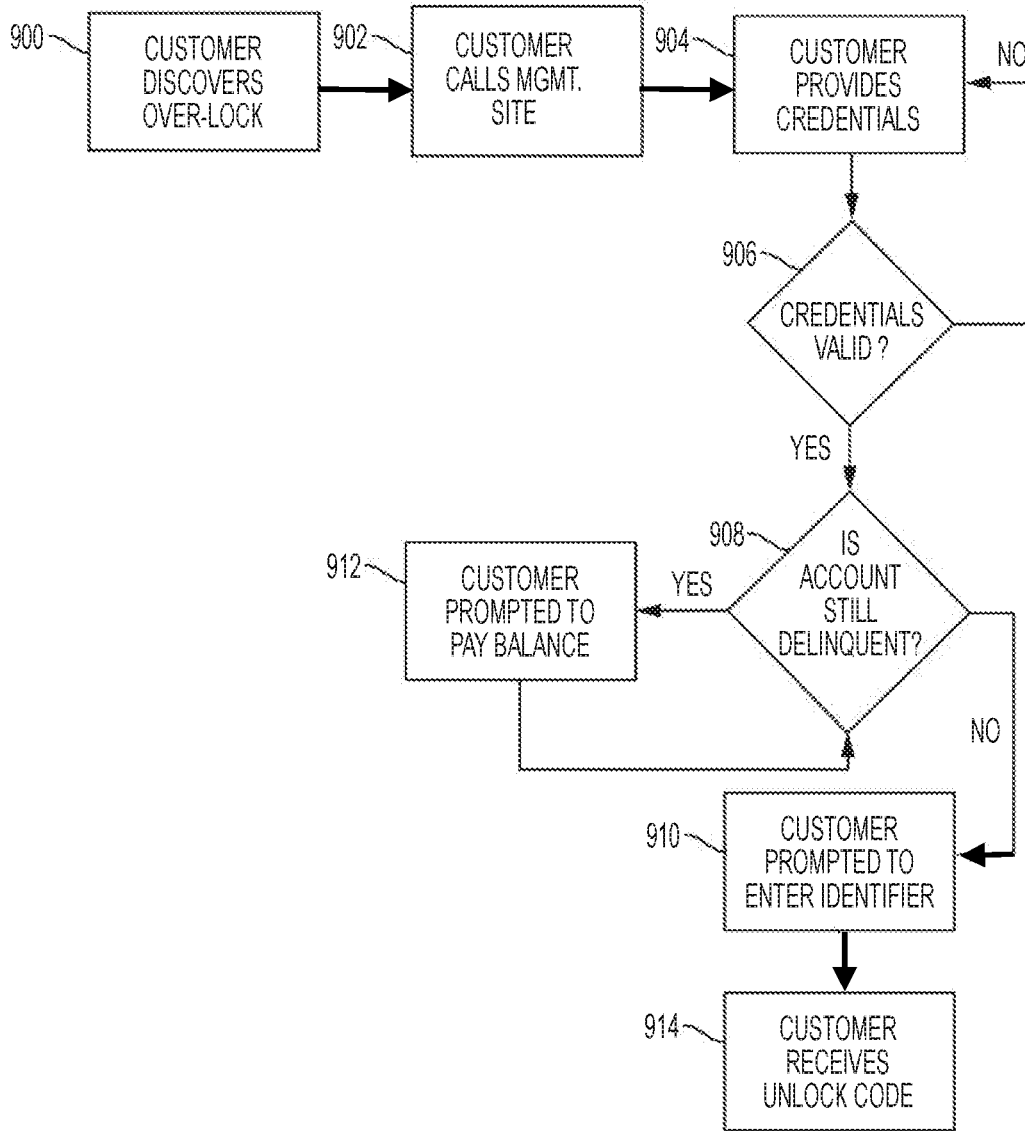 900
CUSTOMER
DISCOVERS
OVER-LOCK
902
CUSTOMER
CALLS MGMT.
SITE
904
CUSTOMER
PROVIDES
CREDENTIALS
NO
906
CREDENTIALS
VALID ?
YES
908
IS
ACCOUNT
STILL
DELINQUENT?
YES
912
CUSTOMER
PROMPTED TO
PAY BALANCE
NO
910
CUSTOMER
PROMPTED TO
ENTER IDENTIFIER
914
CUSTOMER
RECEIVES
UNLOCK CODE